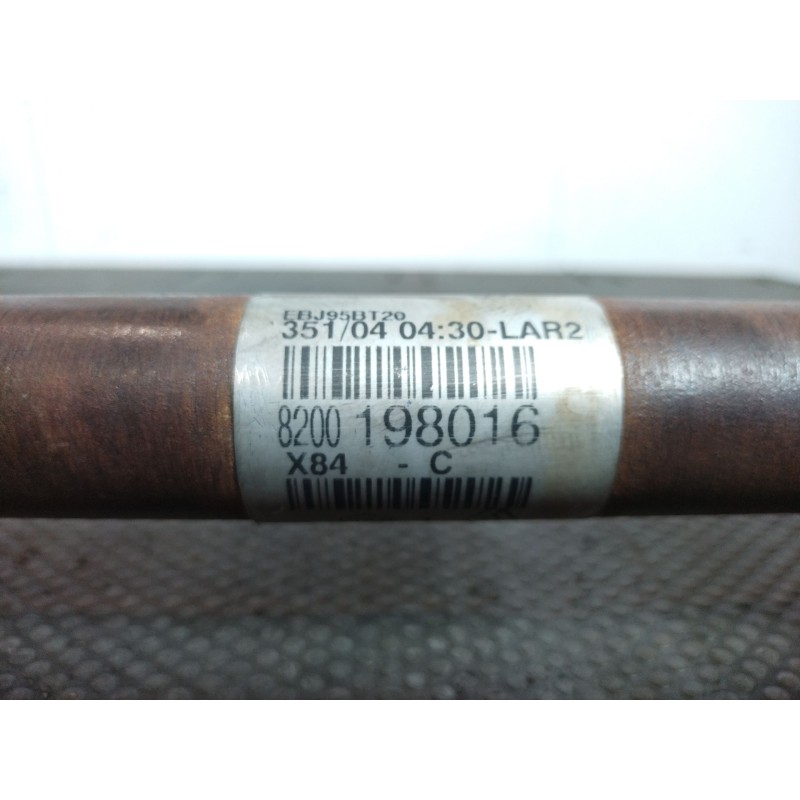 EBJ95BT20
351/04 04:30-LAR2
8200 198016
X84 - C